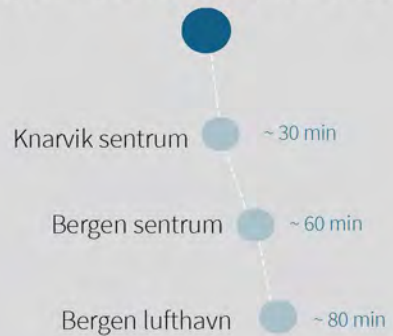 Knarvik sentrum ~ 30 min
Bergen sentrum ~ 60 min
Bergen lufthavn ~ 80 min